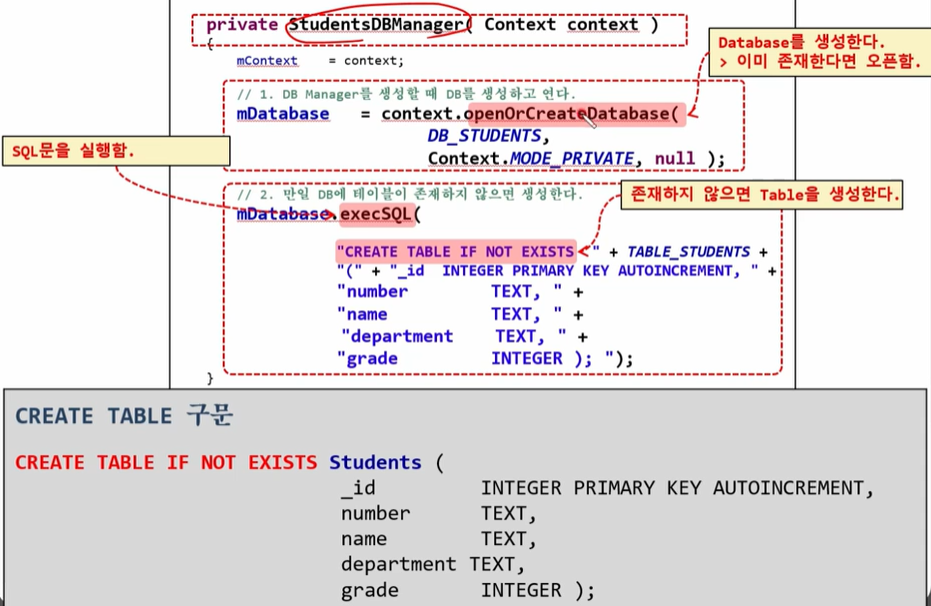 private StudentsDBManager( Context context )
{
mContext = context;
Database를 생성한다.
> 이미 존재한다면 오픈함.
// 1. DB Manager를 생성할 때 DB를 생성하고 연다.
mDatabase = context.openOrCreateDatabase(
DB_STUDENTS,
Context.MODE_PRIVATE, null );
SQL문을 실행함.
// 2. 만일 DB에 테이블이 존재하지 않으면 생성한다.
존재하지 않으면 Table을 생성한다.
mDatabase.execSQL(
"CREATE TABLE IF NOT EXISTS " + TABLE_STUDENTS +
"(" + "_id INTEGER PRIMARY KEY AUTOINCREMENT, " +
"number TEXT, " +
"name TEXT, " +
"department TEXT, " +
"grade INTEGER ); ");
}
CREATE TABLE 구문
CREATE TABLE IF NOT EXISTS Students (
_id INTEGER PRIMARY KEY AUTOINCREMENT,
number TEXT,
name TEXT,
department TEXT,
grade INTEGER );